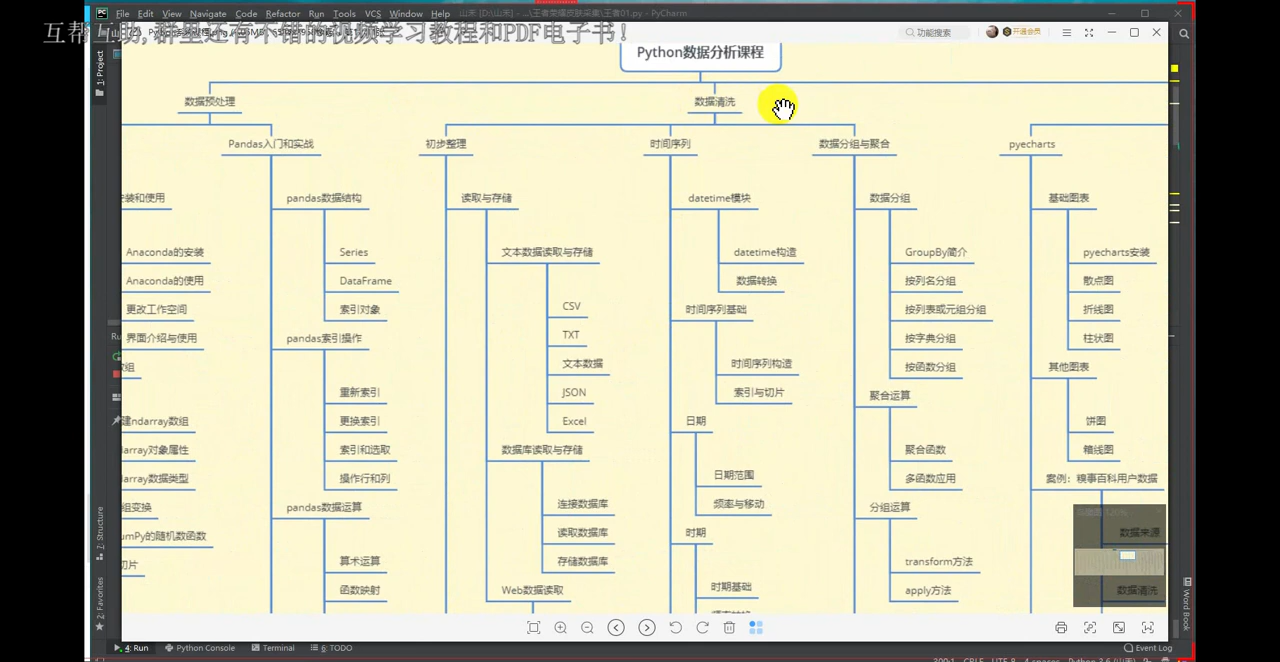 File Edit View Navigate Code Refactor Run Tools VCS Window Help
互帮互助,群里还有不错的视频学习教程和PDF电子书!
功能搜索
开通会员
1: Project
Python数据分析课程
数据预处理
数据清洗
Pandas入门和实战
初步整理
时间序列
数据分组与聚合
pyecharts
装和使用
pandas数据结构
读取与存储
datetime模块
数据分组
基础图表
Anaconda的安装
Series
文本数据读取与存储
datetime构造
GroupBy简介
pyecharts安装
Anaconda的使用
DataFrame
数据转换
按列名分组
散点图
更改工作空间
索引对象
CSV
时间序列基础
按列表或元组分组
折线图
界面介绍与使用
pandas索引操作
TXT
按字典分组
柱状图
数组
文本数据
时间序列构造
按函数分组
其他图表
重新索引
JSON
索引与切片
聚合运算
建ndarray数组
更换索引
Excel
日期
饼图
array对象属性
索引和选取
数据库读取与存储
聚合函数
箱线图
array数据类型
操作行和列
日期范围
多函数应用
案例：糗事百科用户数据
组变换
pandas数据运算
连接数据库
频率与移动
分组运算
umPy的随机数函数
读取数据库
时期
数据来源
切片
算术运算
存储数据库
transform方法
函数映射
Web数据读取
时期基础
apply方法
数据清洗
7: Structure
2: Favorites
Word Book
4: Run Python Console Terminal 6: TODO Event Log